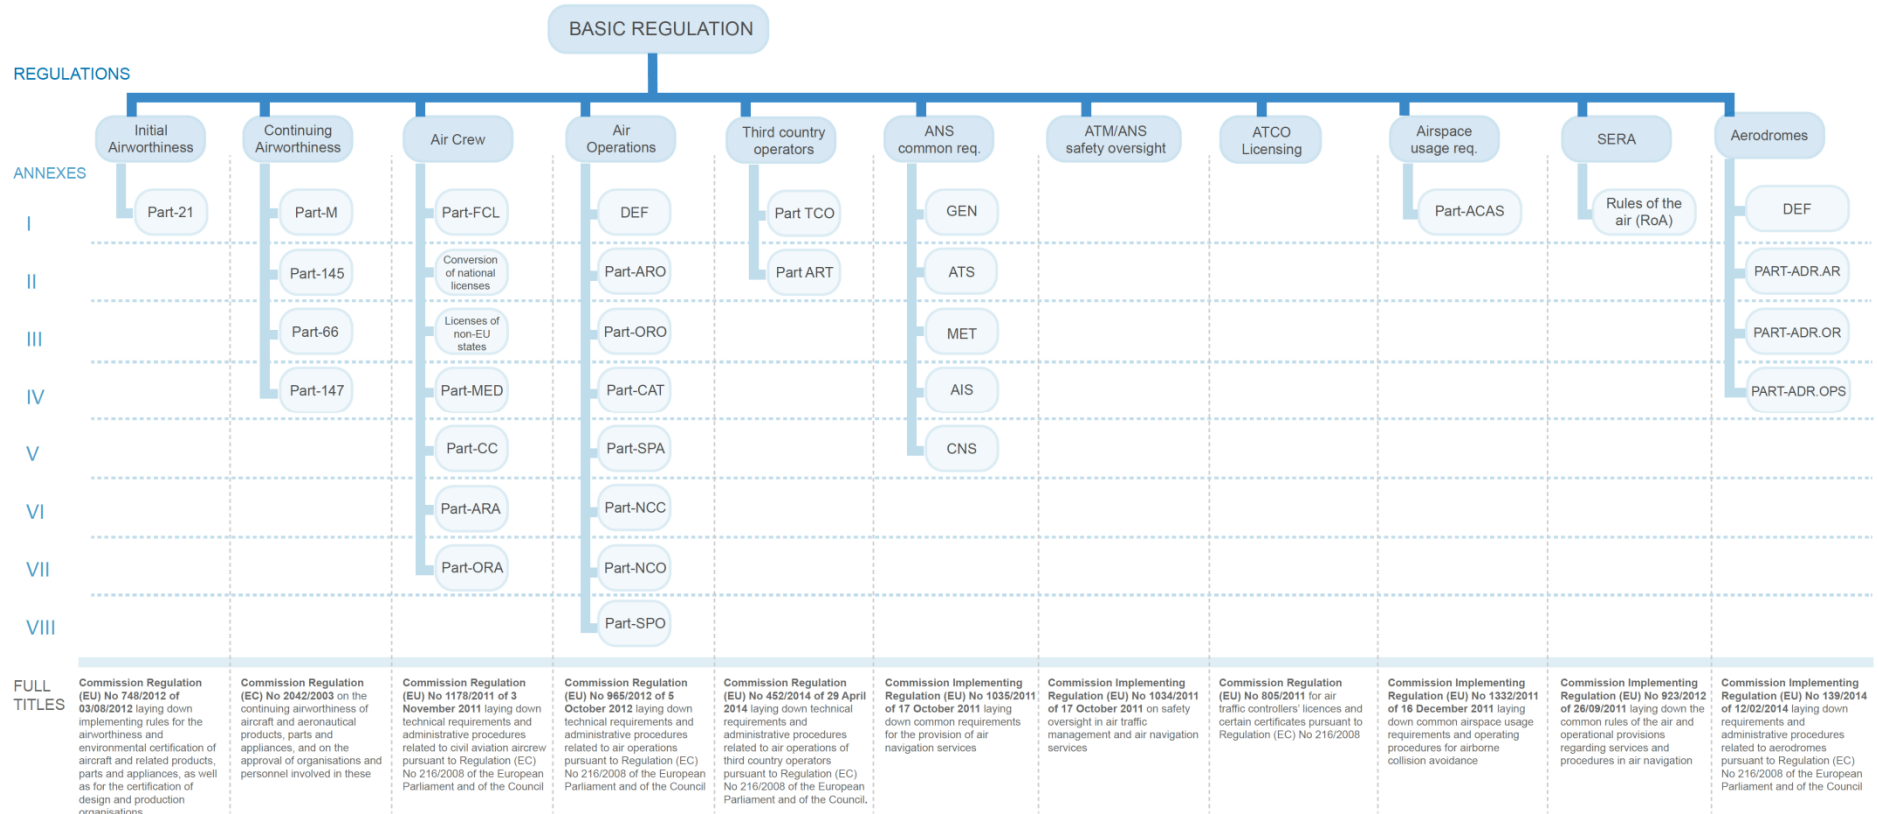 BASIC REGULATION
REGULATIONS
Initial
Airworthiness
Continuing
Airworthiness
Air Crew
Air
Operations
Third country
operators
ANS
common req.
ATM/ANS
safety oversight
ATCO
Licensing
Airspace
usage req.
SERA
Aerodromes
ANNEXES
I
Part-21
Part-M
Part-FCL
DEF
Part TCO
GEN
Part-ACAS
Rules of the
air (RoA)
DEF
II
Part-145
Conversion
of national
licenses
Part-ARO
Part ART
ATS
PART-ADR.AR
III
Part-66
Licenses of
non-EU
states
Part-ORO
MET
PART-ADR.OR
IV
Part-147
Part-MED
Part-CAT
AIS
PART-ADR.OPS
V
Part-CC
Part-SPA
CNS
VI
Part-ARA
Part-NCC
VII
Part-ORA
Part-NCO
VIII
Part-SPO
FULL
TITLES
Commission Regulation
(EU) No 748/2012 of
03/08/2012 laying down
implementing rules for the
airworthiness and
environmental certification of
aircraft and related products,
parts and appliances, as well
as for the certification of
design and production
organisations
Commission Regulation
(EC) No 2042/2003 on the
continuing airworthiness of
aircraft and aeronautical
products, parts and
appliances, and on the
approval of organisations and
personnel involved in these
Commission Regulation
(EU) No 1178/2011 of 3
November 2011 laying down
technical requirements and
administrative procedures
related to civil aviation aircrew
pursuant to Regulation (EC)
No 216/2008 of the European
Parliament and of the Council
Commission Regulation
(EU) No 965/2012 of 5
October 2012 laying down
technical requirements and
administrative procedures
related to air operations
pursuant to Regulation (EC)
No 216/2008 of the European
Parliament and of the Council
Commission Regulation
(EU) No 452/2014 of 29 April
2014 laying down technical
requirements and
administrative procedures
related to air operations of
third country operators
pursuant to Regulation (EC)
No 216/2008 of the European
Parliament and of the Council.
Commission Implementing
Regulation (EU) No 1035/2011
of 17 October 2011 laying
down common requirements
for the provision of air
navigation services
Commission Implementing
Regulation (EU) No 1034/2011
of 17 October 2011 on safety
oversight in air traffic
management and air navigation
services
Commission Regulation
(EU) No 805/2011 for air
traffic controllers' licences and
certain certificates pursuant to
Regulation (EC) No 216/2008
Commission Implementing
Regulation (EU) No 1332/2011
of 16 December 2011 laying
down common airspace usage
requirements and operating
procedures for airborne
collision avoidance
Commission Implementing
Regulation (EU) No 923/2012
of 26/09/2011 laying down the
common rules of the air and
operational provisions
regarding services and
procedures in air navigation
Commission Implementing
Regulation (EU) No 139/2014
of 12/02/2014 laying down
requirements and
administrative procedures
related to aerodromes
pursuant to Regulation (EC)
No 216/2008 of the European
Parliament and of the Council